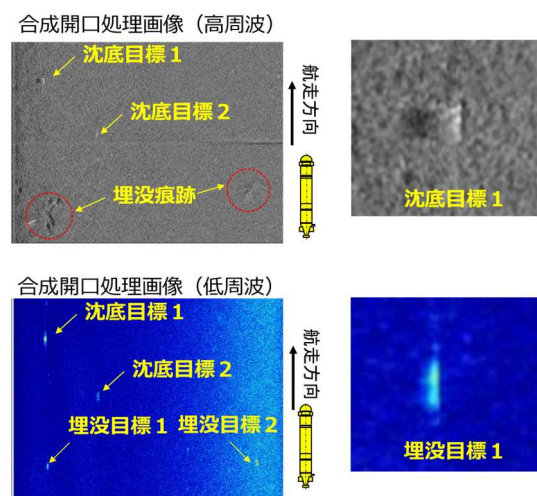 合成開口処理画像（高周波）
沈底目標１
沈底目標２
埋没痕跡
航走方向
沈底目標１
合成開口処理画像（低周波）
沈底目標１
沈底目標２
埋没目標１
埋没目標２
航走方向
埋没目標１